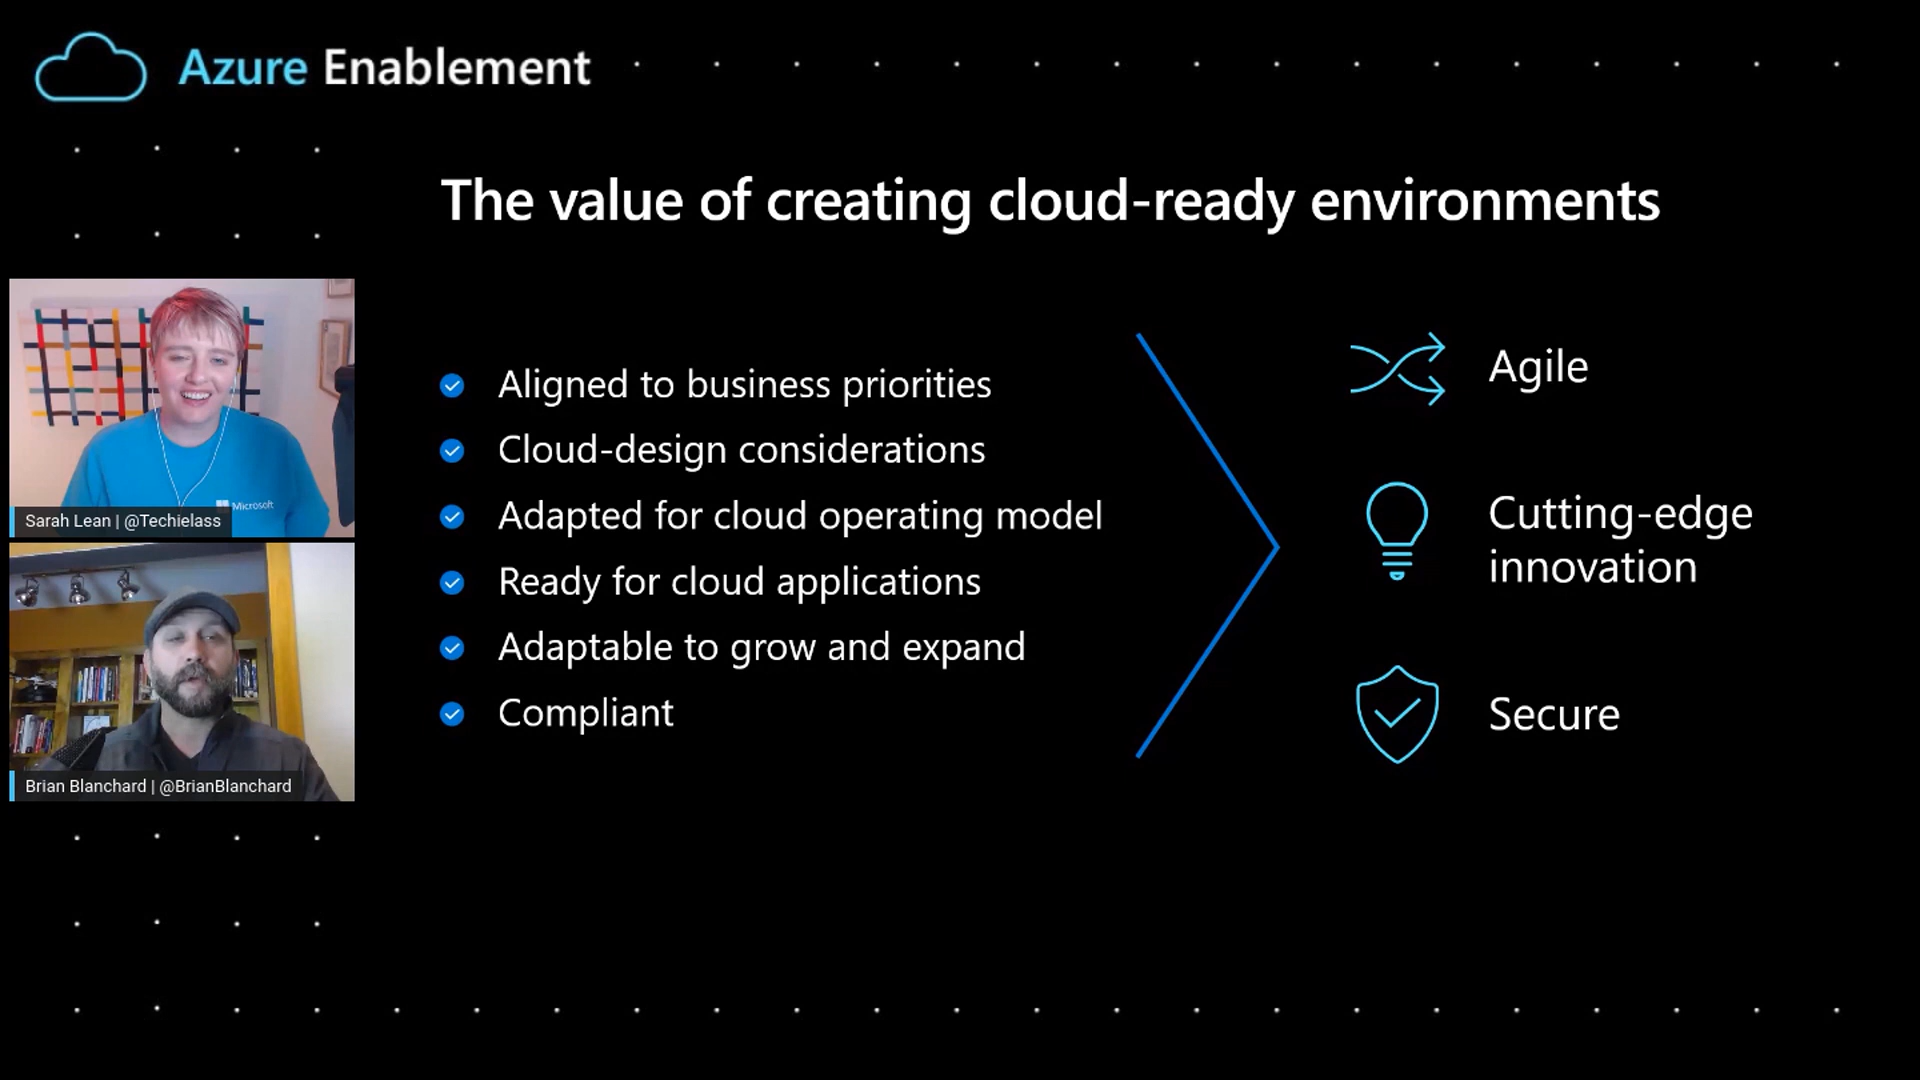 Azure Enablement
The value of creating cloud-ready environments
Microsoft
Sarah Lean | @Techielass
Brian Blanchard | @BrianBlanchard
Aligned to business priorities
Cloud-design considerations
Adapted for cloud operating model
Ready for cloud applications
Adaptable to grow and expand
Compliant
Agile
Cutting-edge
innovation
Secure